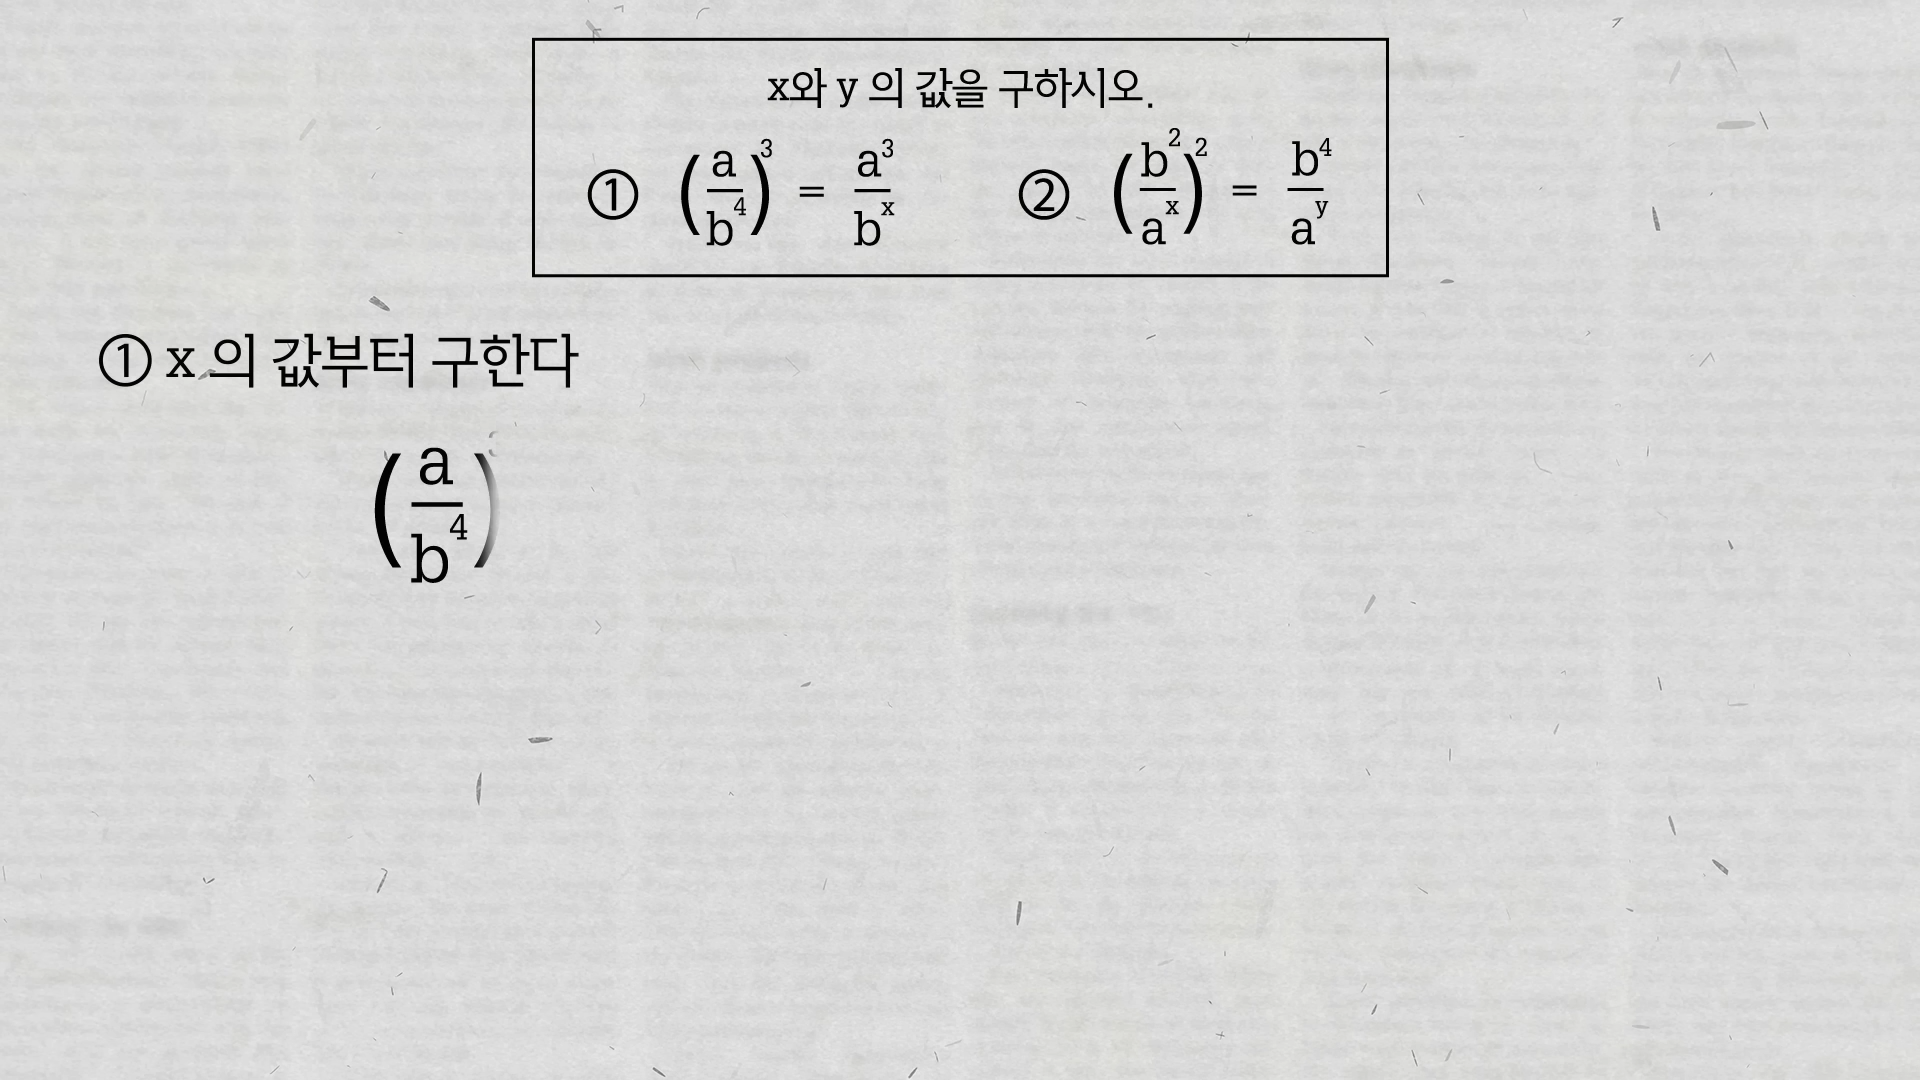 x와 y 의 값을 구하시오.
① (a/b⁴)³ = a³/bˣ ② (b²/aˣ)² = b⁴/aʸ
① x 의 값부터 구한다
(a/b⁴)